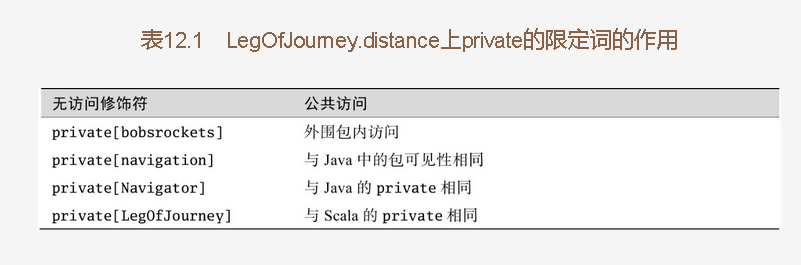 表12.1 LegOfJourney.distance上private的限定词的作用
无访问修饰符 公共访问
private[bobsrockets] 外围包内访问
private[navigation] 与 Java 中的包可见性相同
private[Navigator] 与 Java 的 private 相同
private[LegOfJourney] 与 Scala 的 private 相同